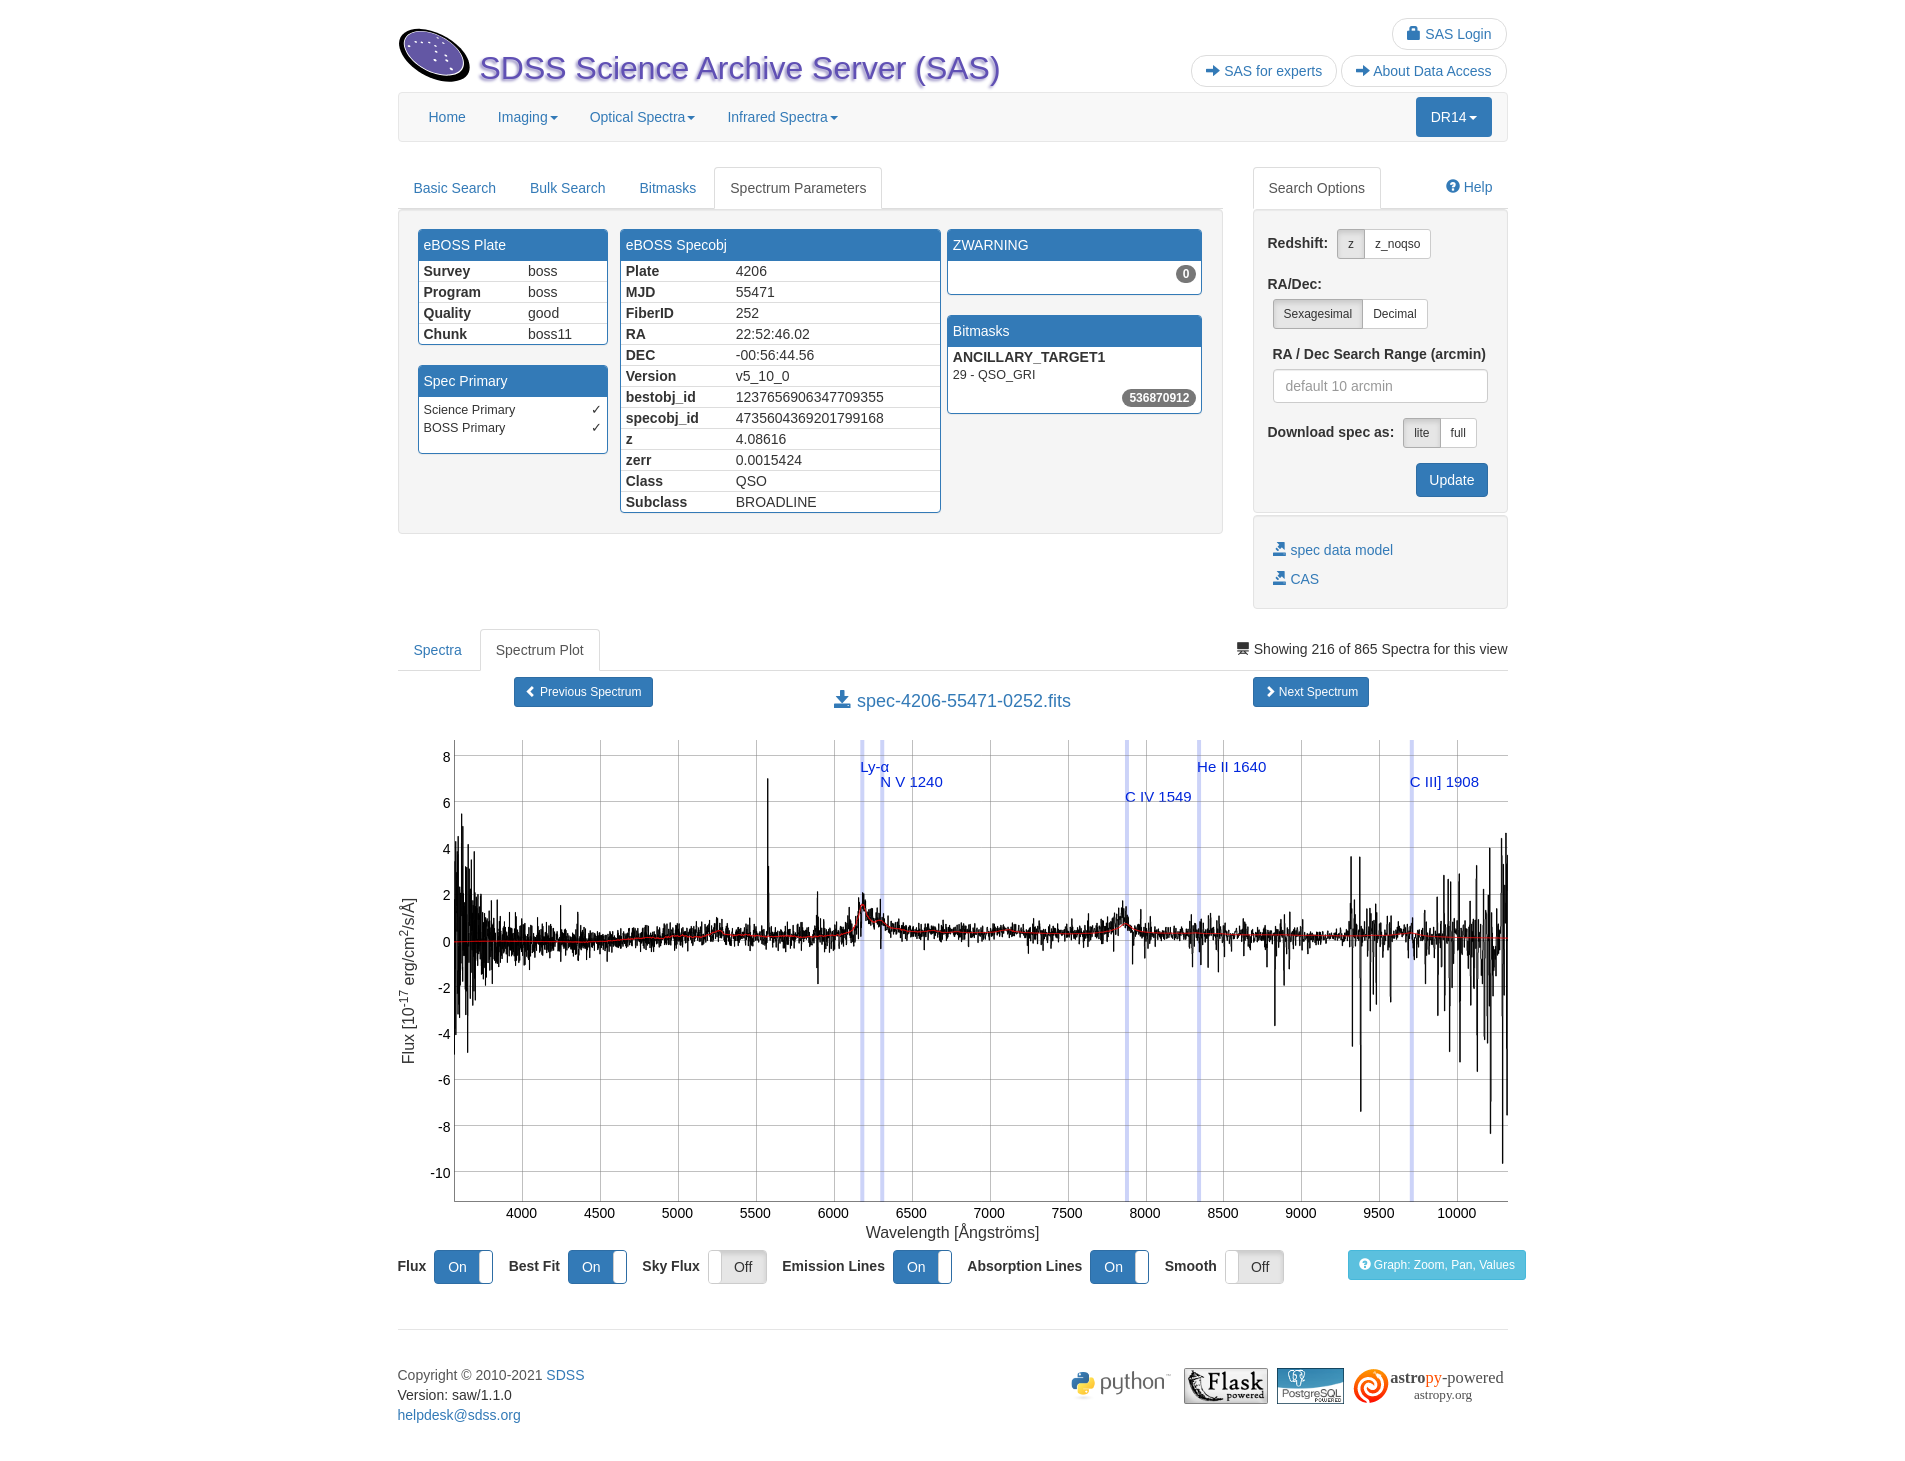 SAS Login
SDSS Science Archive Server (SAS)
SAS for experts
About Data Access
Home
Imaging
Optical Spectra
Infrared Spectra
DR14
Basic Search
Bulk Search
Bitmasks
Spectrum Parameters
Search Options
Help
eBOSS Plate
Survey boss
Program boss
Quality good
Chunk boss11
Spec Primary
Science Primary ✓
BOSS Primary ✓
eBOSS Specobj
Plate 4206
MJD 55471
FiberID 252
RA 22:52:46.02
DEC -00:56:44.56
Version v5_10_0
bestobj_id 1237656906347709355
specobj_id 4735604369201799168
z 4.08616
zerr 0.0015424
Class QSO
Subclass BROADLINE
ZWARNING
0
Bitmasks
ANCILLARY_TARGET1
29 - QSO_GRI
536870912
Redshift: z z_noqso
RA/Dec:
Sexagesimal Decimal
RA / Dec Search Range (arcmin)
default 10 arcmin
Download spec as: lite full
Update
spec data model
CAS
Spectra
Spectrum Plot
Showing 216 of 865 Spectra for this view
Previous Spectrum
spec-4206-55471-0252.fits
Next Spectrum
Ly-α
N V 1240
C IV 1549
He II 1640
C III] 1908
8
6
4
2
0
-2
-4
-6
-8
-10
Flux [10-17 erg/cm2/s/Å]
4000 4500 5000 5500 6000 6500 7000 7500 8000 8500 9000 9500 10000
Wavelength [Ångströms]
Flux On Best Fit On Sky Flux Off Emission Lines On Absorption Lines On Smooth Off
Graph: Zoom, Pan, Values
Copyright © 2010-2021 SDSS
Version: saw/1.1.0
helpdesk@sdss.org
python™
Flask
powered
PostgreSQL
POWERED
astropy-powered
astropy.org